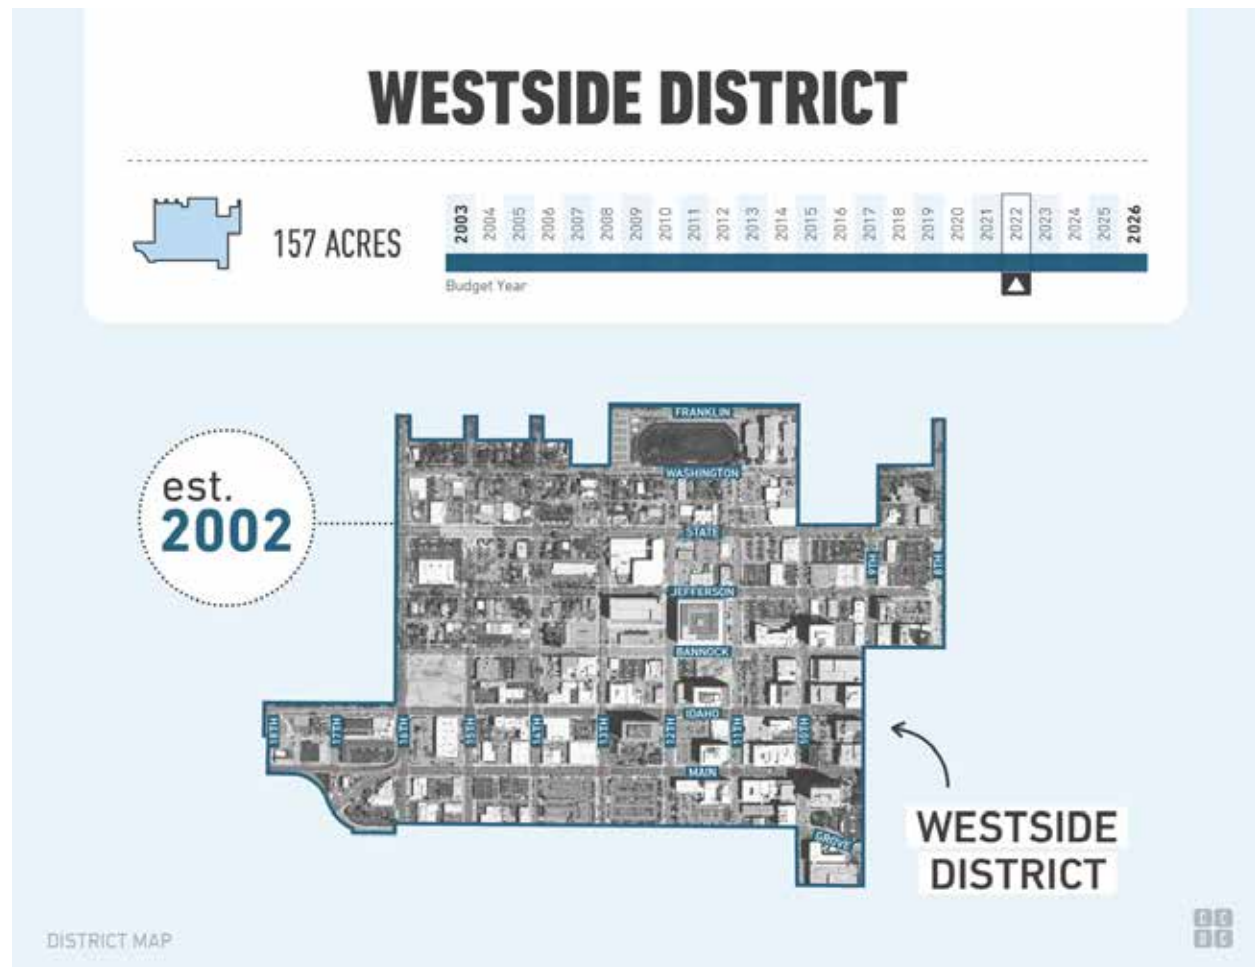 WESTSIDE DISTRICT
157 ACRES
2003 2004 2005 2006 2007 2008 2009 2010 2011 2012 2013 2014 2015 2016 2017 2018 2019 2020 2021 2022 2023 2024 2025 2026
Budget Year
est.
2002
FRANKLIN
WASHINGTON
STATE
9TH 8TH
JEFFERSON
BANNOCK
IDAHO
18TH 17TH 16TH 15TH 14TH 13TH 12TH 11TH 10TH
MAIN
GROVE
WESTSIDE
DISTRICT
DISTRICT MAP
CC
DC